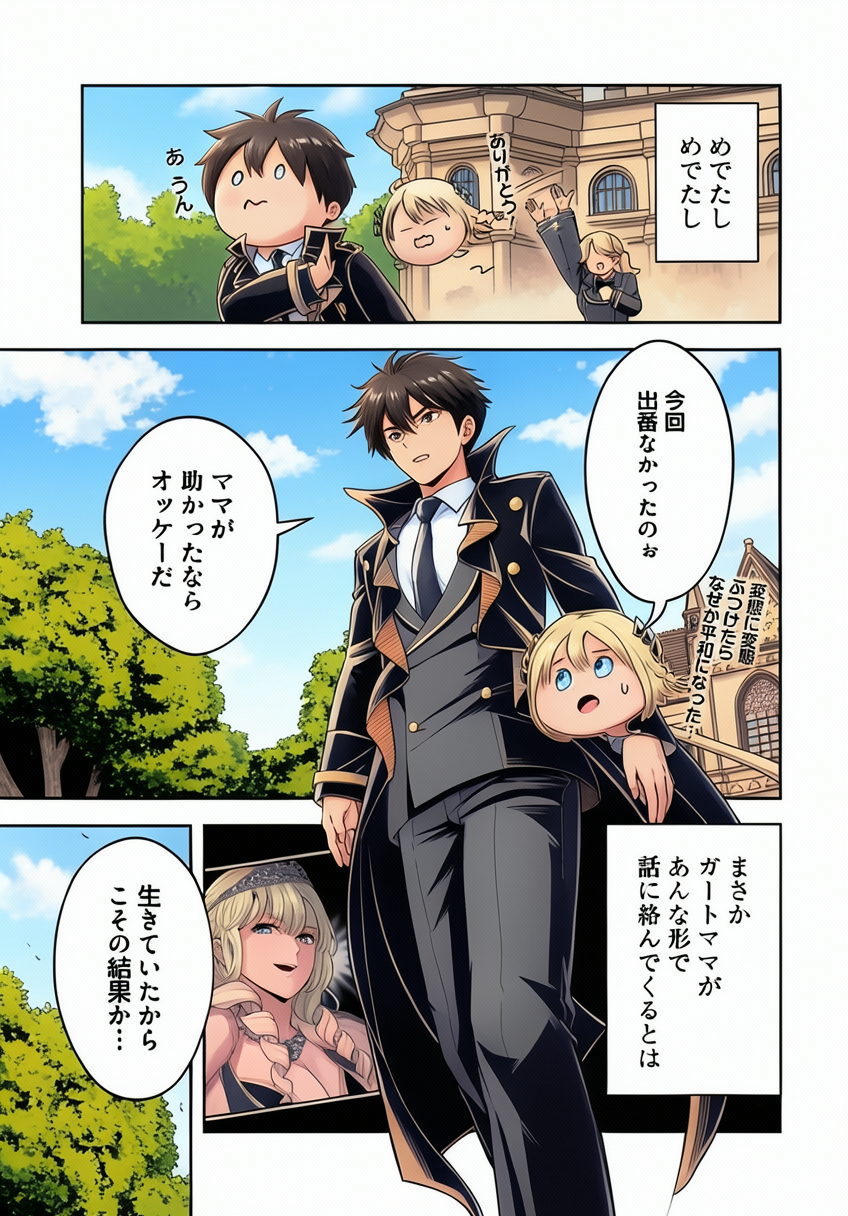 めでたし
めでたし
ありがとう!
あ うん
今回
出番なかったのぉ
変態に変態
ぶつけたら
なぜか平和になった…
ママが
助かったなら
オッケーだ
まさか
ガートママが
あんな形で
話に絡んでくるとは
生きていたから
こその結果か…